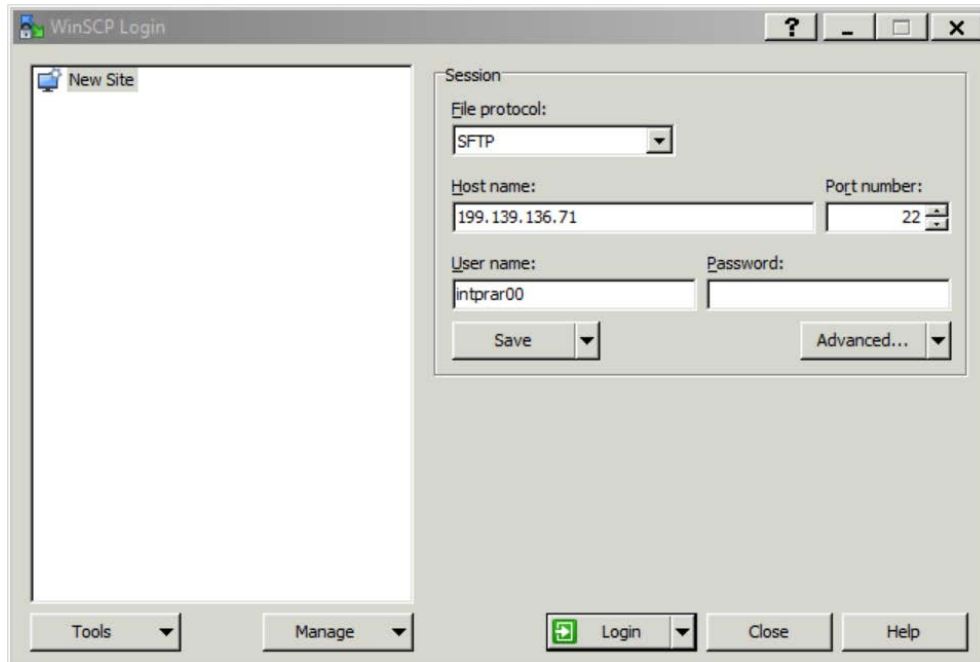 WinSCP Login
?
New Site
Session
File protocol:
SFTP
Host name:
Port number:
199.139.136.71
22
User name:
Password:
intprar00
Save
Advanced...
Tools
Manage
Login
Close
Help